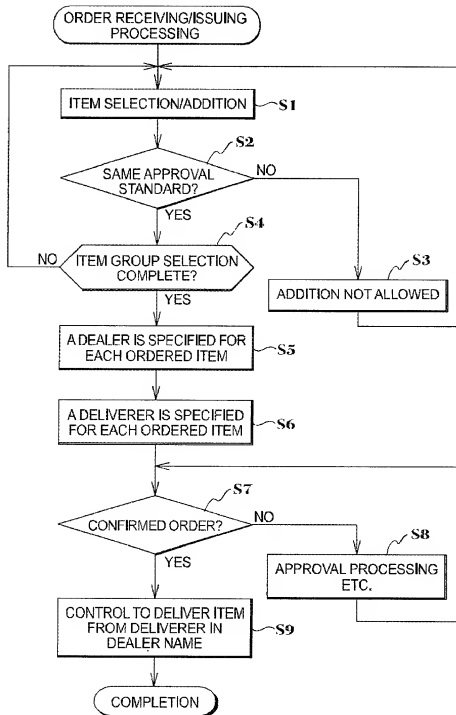 ORDER RECEIVING/ISSUING
PROCESSING
ITEM SELECTION/ADDITION
S1
S2
SAME APPROVAL
STANDARD?
NO
YES
S4
NO
ITEM GROUP SELECTION
COMPLETE?
S3
ADDITION NOT ALLOWED
YES
A DEALER IS SPECIFIED FOR
EACH ORDERED ITEM
S5
A DELIVERER IS SPECIFIED
FOR EACH ORDERED ITEM
S6
S7
CONFIRMED ORDER?
NO
S8
YES
APPROVAL PROCESSING
ETC.
CONTROL TO DELIVER ITEM
FROM DELIVERER IN
DEALER NAME
S9
COMPLETION